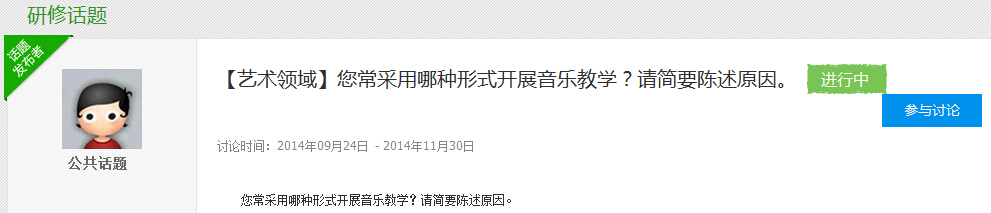 研修话题
话题
发布者
【艺术领域】您常采用哪种形式开展音乐教学？请简要陈述原因。 进行中
参与讨论
讨论时间：2014年09月24日 - 2014年11月30日
公共话题
您常采用哪种形式开展音乐教学？请简要陈述原因。